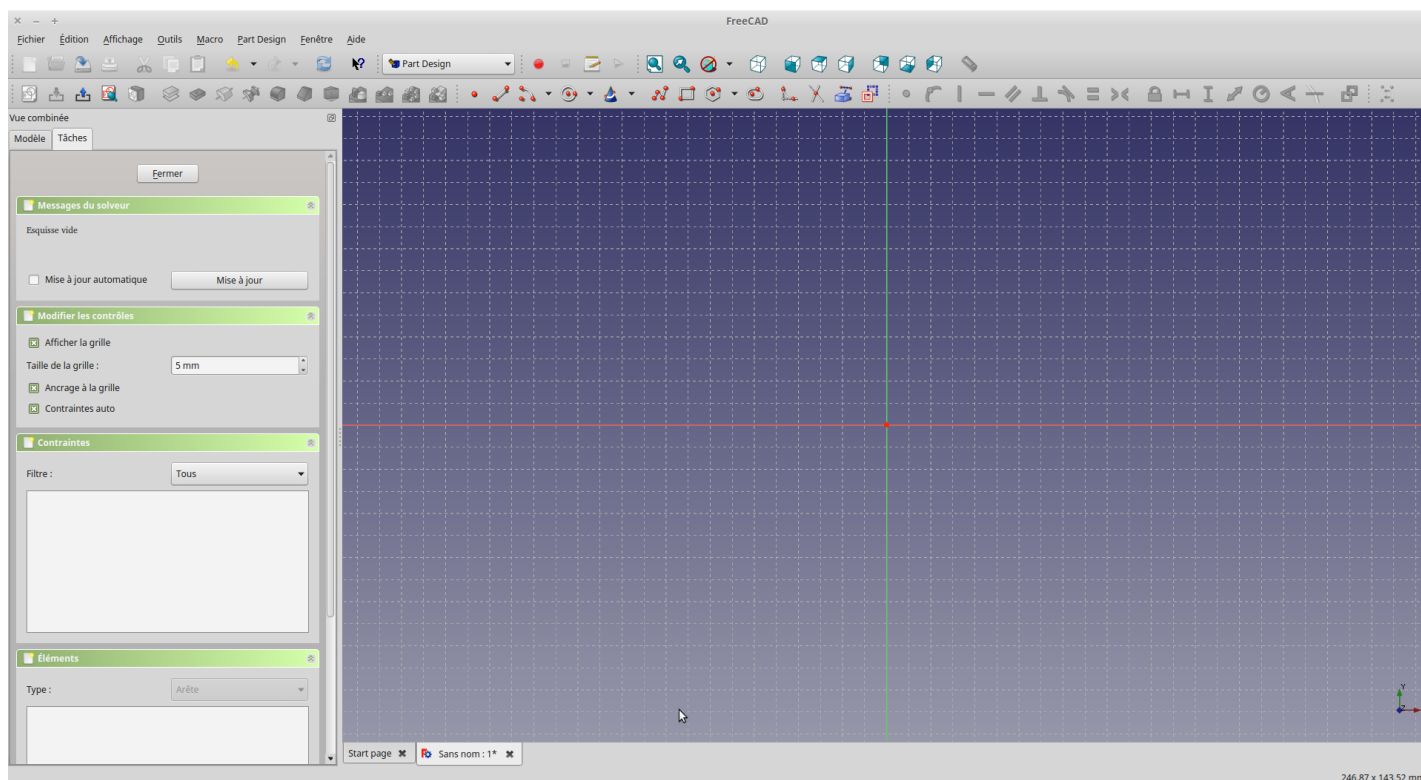 FreeCAD
Fichier Édition Affichage Outils Macro Part Design Fenêtre Aide
Part Design
Vue combinée
Modèle Tâches
Fermer
Messages du solveur
Esquisse vide
Mise à jour automatique Mise à jour
Modifier les contrôles
Afficher la grille
Taille de la grille : 5 mm
Ancrage à la grille
Contraintes auto
Contraintes
Filtre : Tous
Éléments
Type : Arête
Y
Z
Start page Sans nom : 1*
246.87 x 143.52 mm